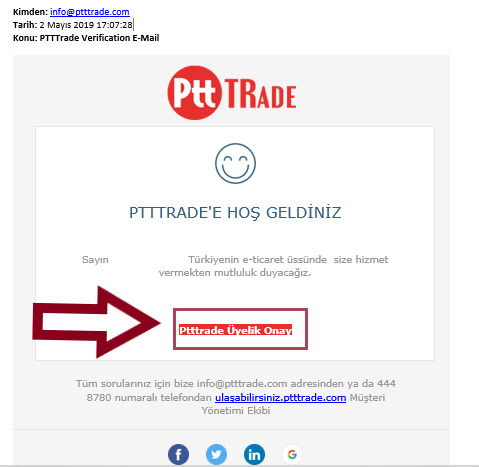 Kimden: info@ptttrade.com
Tarih: 2 Mayıs 2019 17:07:28
Konu: PTTTrade Verification E-Mail
Ptt TRADE
PTTTRADE'E HOŞ GELDİNİZ
Sayın Türkiyenin e-ticaret üssünde size hizmet
vermekten mutluluk duyacağız.
Ptttrade Üyelik Onay
Tüm sorularınız için bize info@ptttrade.com adresinden ya da 444
8780 numaralı telefondan ulaşabilirsiniz.ptttrade.com Müşteri
Yönetimi Ekibi